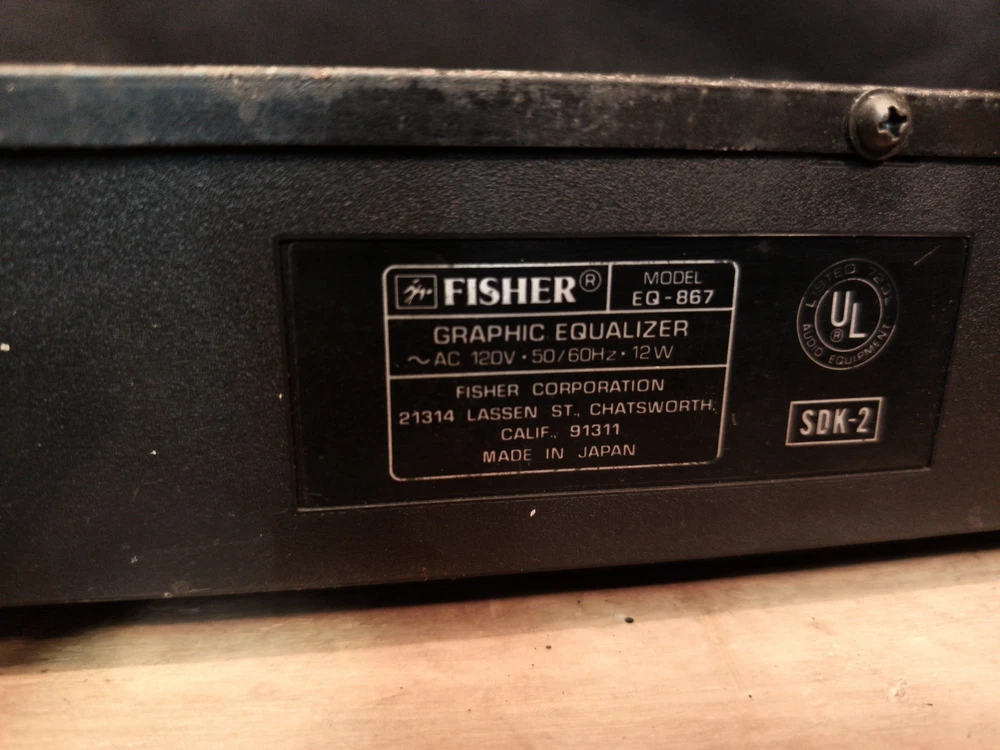 FISHER®
MODEL
EQ-867
GRAPHIC EQUALIZER
~AC 120V · 50/60Hz · 12W
FISHER CORPORATION
21314 LASSEN ST., CHATSWORTH,
CALIF., 91311
MADE IN JAPAN
LISTED
UL®
AUDIO EQUIPMENT
SDK-2